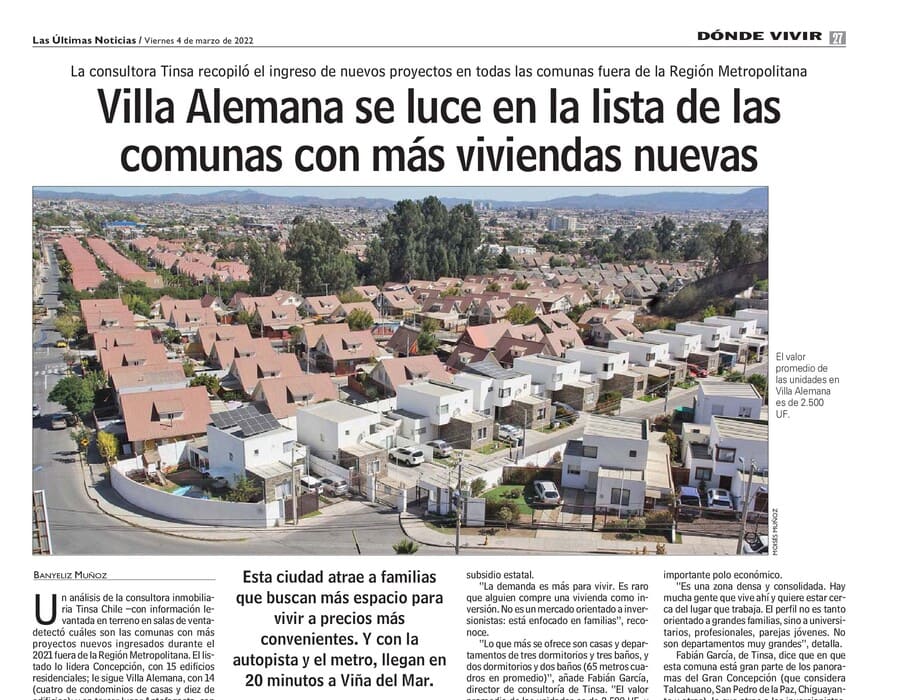 Las Últimas Noticias / Viernes 4 de marzo de 2022
DÓNDE VIVIR 27
La consultora Tinsa recopiló el ingreso de nuevos proyectos en todas las comunas fuera de la Región Metropolitana
Villa Alemana se luce en la lista de las
comunas con más viviendas nuevas
El valor
promedio de
las unidades en
Villa Alemana
es de 2.500
UF.
MOISÉS MUÑOZ
BANYELIZ MUÑOZ
Un análisis de la consultora inmobilia-
ria Tinsa Chile –con información le-
vantada en terreno en salas de venta-
detectó cuáles son las comunas con más
proyectos nuevos ingresados durante el
2021 fuera de la Región Metropolitana. El lis-
tado lo lidera Concepción, con 15 edificios
residenciales; le sigue Villa Alemana, con 14
(cuatro de condominios de casas y diez de
Esta ciudad atrae a familias
que buscan más espacio para
vivir a precios más
convenientes. Y con la
autopista y el metro, llegan en
20 minutos a Viña del Mar.
subsidio estatal.
"La demanda es más para vivir. Es raro
que alguien compre una vivienda como in-
versión. No es un mercado orientado a inver-
sionistas: está enfocado en familias", reco-
noce.
"Lo que más se ofrece son casas y depar-
tamentos de tres dormitorios y tres baños, y
dos dormitorios y dos baños (65 metros cua-
drados en promedio)", añade Fabián García,
director de consultoría de Tinsa. "El valor
importante polo económico.
"Es una zona densa y consolidada. Hay
mucha gente que vive ahí y quiere estar cer-
ca del lugar que trabaja. El perfil no es tanto
orientado a grandes familias, sino a universi-
tarios, profesionales, parejas jóvenes. No
son departamentos muy grandes", detalla.
Fabián García, de Tinsa, dice que en que
esta comuna está gran parte de los panora-
mas del Gran Concepción (que considera
Talcahuano, San Pedro de la Paz, Chiguayan-